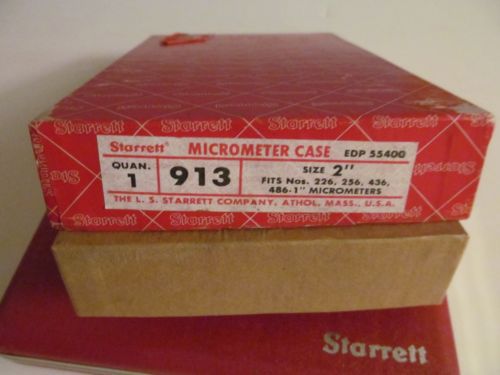 Starrett Starrett Starrett Starrett
Starrett MICROMETER CASE EDP 55400
QUAN.
1
913
SIZE 2"
FITS Nos. 226, 256, 436,
486-1" MICROMETERS
THE L. S. STARRETT COMPANY, ATHOL, MASS., U.S.A.
Starrett
Starrett
Starrett